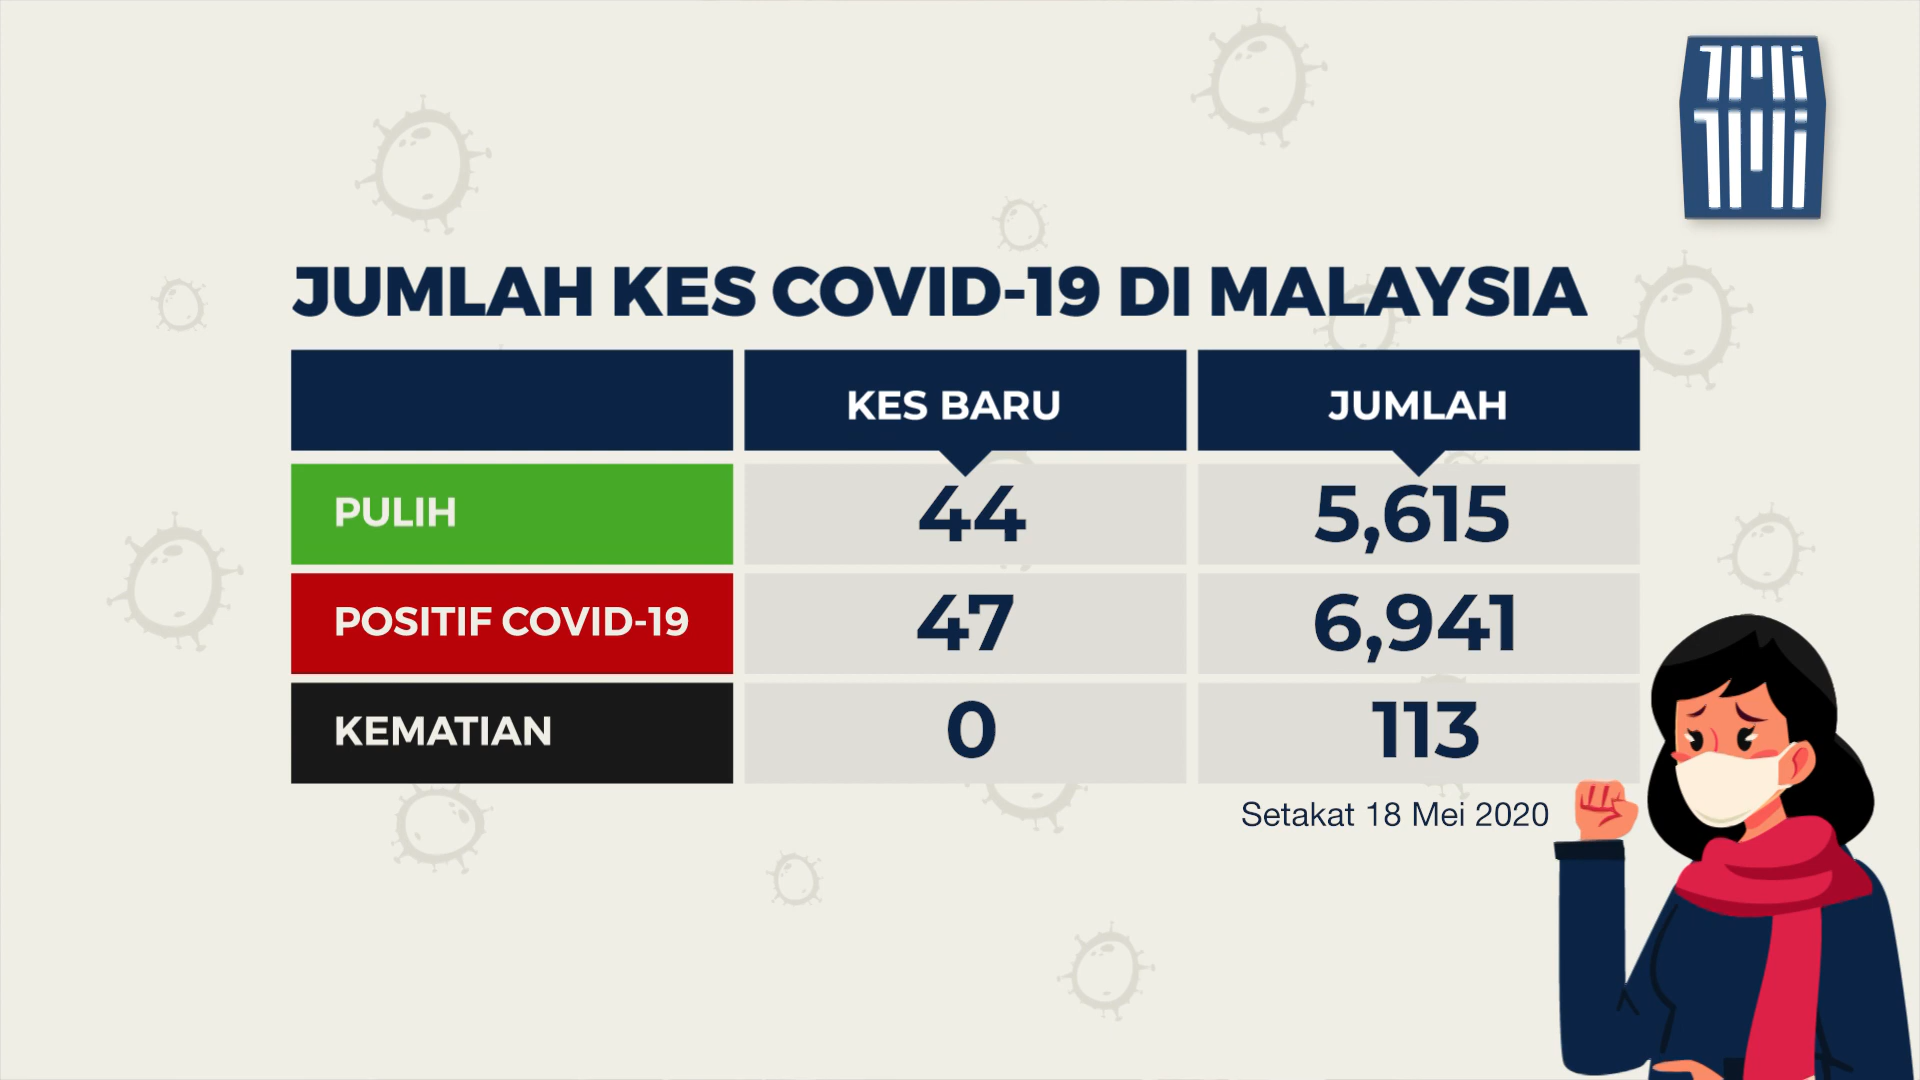 JUMLAH KES COVID-19 DI MALAYSIA
KES BARU JUMLAH
PULIH 44 5,615
POSITIF COVID-19 47 6,941
KEMATIAN 0 113
Setakat 18 Mei 2020